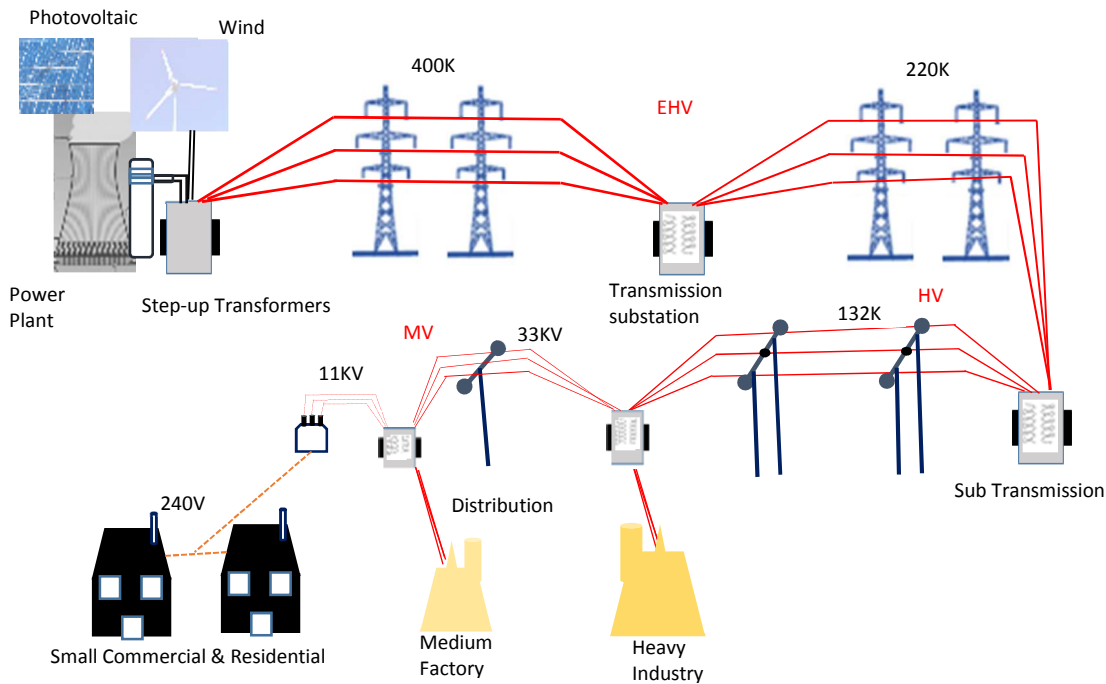 Photovoltaic
Wind
400K
220K
EHV
Power
Plant
Step-up Transformers
Transmission
substation
HV
132K
MV
33KV
11KV
240V
Distribution
Sub Transmission
Small Commercial & Residential
Medium
Factory
Heavy
Industry